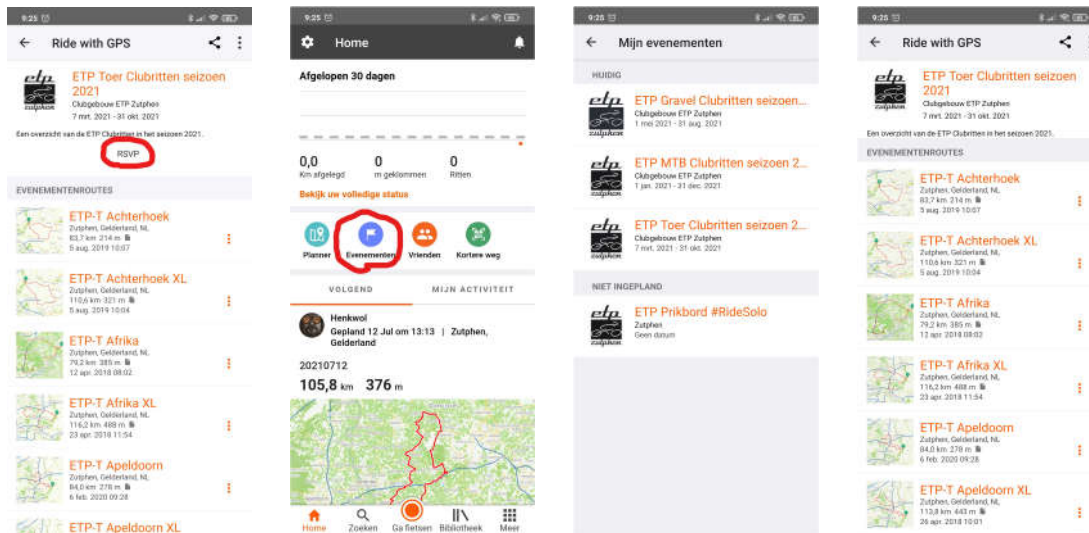 9:25
Ride with GPS
etp
zutphen
ETP Toer Clubritten seizoen
2021
Clubgebouw ETP Zutphen
7 mrt. 2021 - 31 okt. 2021
Een overzicht van de ETP Clubritten in het seizoen 2021.
RSVP
EVENEMENTENROUTES
ETP-T Achterhoek
Zutphen, Gelderland, NL
83,7 km 214 m
5 aug. 2019 10:07
ETP-T Achterhoek XL
Zutphen, Gelderland, NL
110,6 km 321 m
5 aug. 2019 10:04
ETP-T Afrika
Zutphen, Gelderland, NL
79,2 km 385 m
12 apr. 2018 08:02
ETP-T Afrika XL
Zutphen, Gelderland, NL
116,2 km 488 m
23 apr. 2018 11:54
ETP-T Apeldoorn
Zutphen, Gelderland, NL
84,0 km 278 m
6 feb. 2020 09:28
ETP-T Apeldoorn XL
9:25
Home
Afgelopen 30 dagen
0,0
0
0
Km afgelegd
m geklommen
Ritten
Bekijk uw volledige status
Planner
Evenementen
Vrienden
Kortere weg
VOLGEND
MIJN ACTIVITEIT
Henkwol
Gepland 12 Jul om 13:13 | Zutphen,
Gelderland
20210712
105,8 km 376 m
Home
Zoeken
Ga fietsen
Bibliotheek
Meer
9:25
Mijn evenementen
HUIDIG
etp
zutphen
ETP Gravel Clubritten seizoen...
Clubgebouw ETP Zutphen
1 mei 2021 - 31 aug. 2021
etp
zutphen
ETP MTB Clubritten seizoen 2...
Clubgebouw ETP Zutphen
1 jan. 2021 - 31 dec. 2021
etp
zutphen
ETP Toer Clubritten seizoen 2...
Clubgebouw ETP Zutphen
7 mrt. 2021 - 31 okt. 2021
NIET INGEPLAND
etp
zutphen
ETP Prikbord #RideSolo
Zutphen
Geen datum
9:25
Ride with GPS
etp
zutphen
ETP Toer Clubritten seizoen
2021
Clubgebouw ETP Zutphen
7 mrt. 2021 - 31 okt. 2021
Een overzicht van de ETP Clubritten in het seizoen 2021.
EVENEMENTENROUTES
ETP-T Achterhoek
Zutphen, Gelderland, NL
83,7 km 214 m
5 aug. 2019 10:07
ETP-T Achterhoek XL
Zutphen, Gelderland, NL
110,6 km 321 m
5 aug. 2019 10:04
ETP-T Afrika
Zutphen, Gelderland, NL
79,2 km 385 m
12 apr. 2018 08:02
ETP-T Afrika XL
Zutphen, Gelderland, NL
116,2 km 488 m
23 apr. 2018 11:54
ETP-T Apeldoorn
Zutphen, Gelderland, NL
84,0 km 278 m
6 feb. 2020 09:28
ETP-T Apeldoorn XL
Zutphen, Gelderland, NL
113,8 km 443 m
26 apr. 2018 10:01